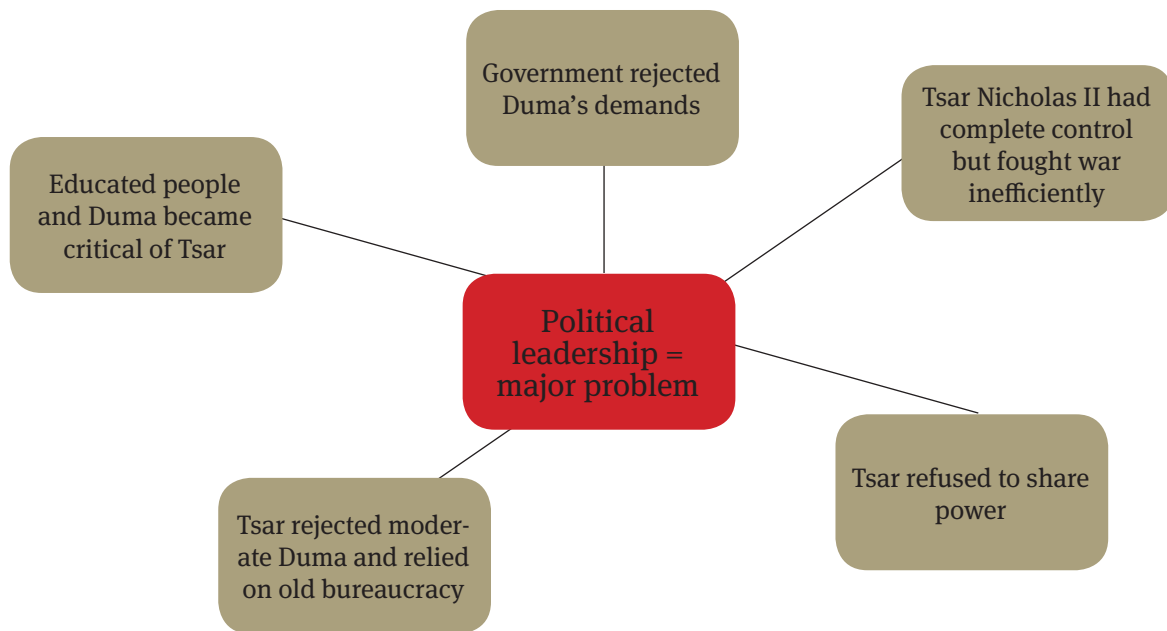 Government rejected
Duma's demands
Tsar Nicholas II had
complete control
but fought war
inefficiently
Educated people
and Duma became
critical of Tsar
Political
leadership =
major problem
Tsar refused to share
power
Tsar rejected moder-
ate Duma and relied
on old bureaucracy